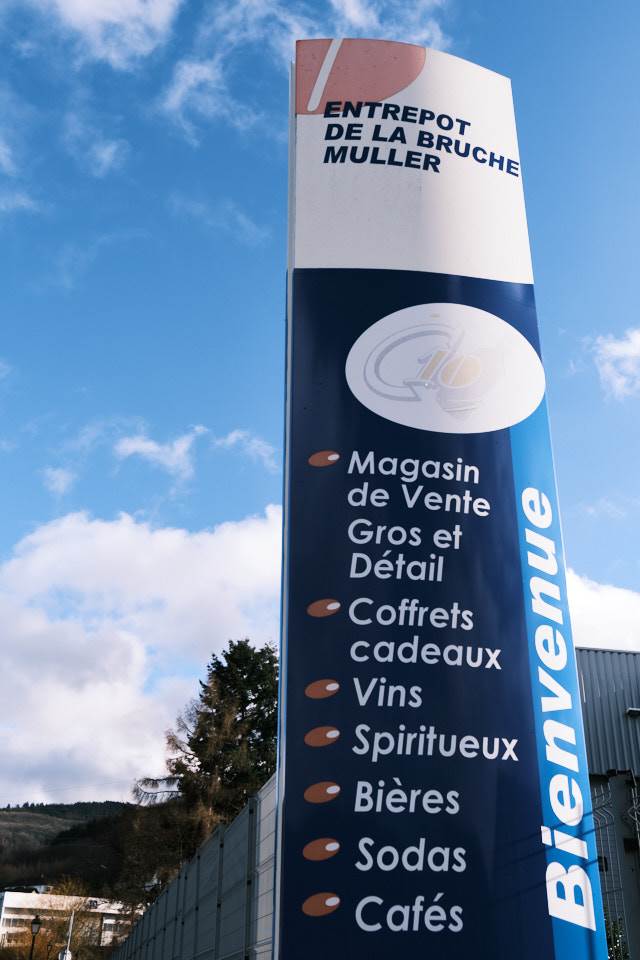 ENTREPOT
DE LA BRUCHE
MULLER
10
Magasin
de Vente
Gros et
Détail
Coffrets
cadeaux
Vins
Spiritueux
Bières
Sodas
Cafés
Bienvenue